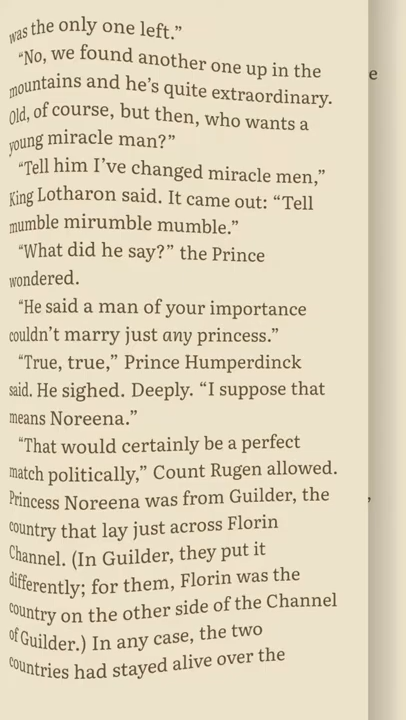 was the only one left.”
“No, we found another one up in the
mountains and he’s quite extraordinary.
Old, of course, but then, who wants a
young miracle man?”
“Tell him I’ve changed miracle men,”
King Lotharon said. It came out: “Tell
mumble mirumble mumble.”
“What did he say?” the Prince
wondered.
“He said a man of your importance
couldn’t marry just any princess.”
“True, true,” Prince Humperdinck
said. He sighed. Deeply. “I suppose that
means Noreena.”
“That would certainly be a perfect
match politically,” Count Rugen allowed.
Princess Noreena was from Guilder, the
country that lay just across Florin
Channel. (In Guilder, they put it
differently; for them, Florin was the
country on the other side of the Channel
of Guilder.) In any case, the two
countries had stayed alive over the